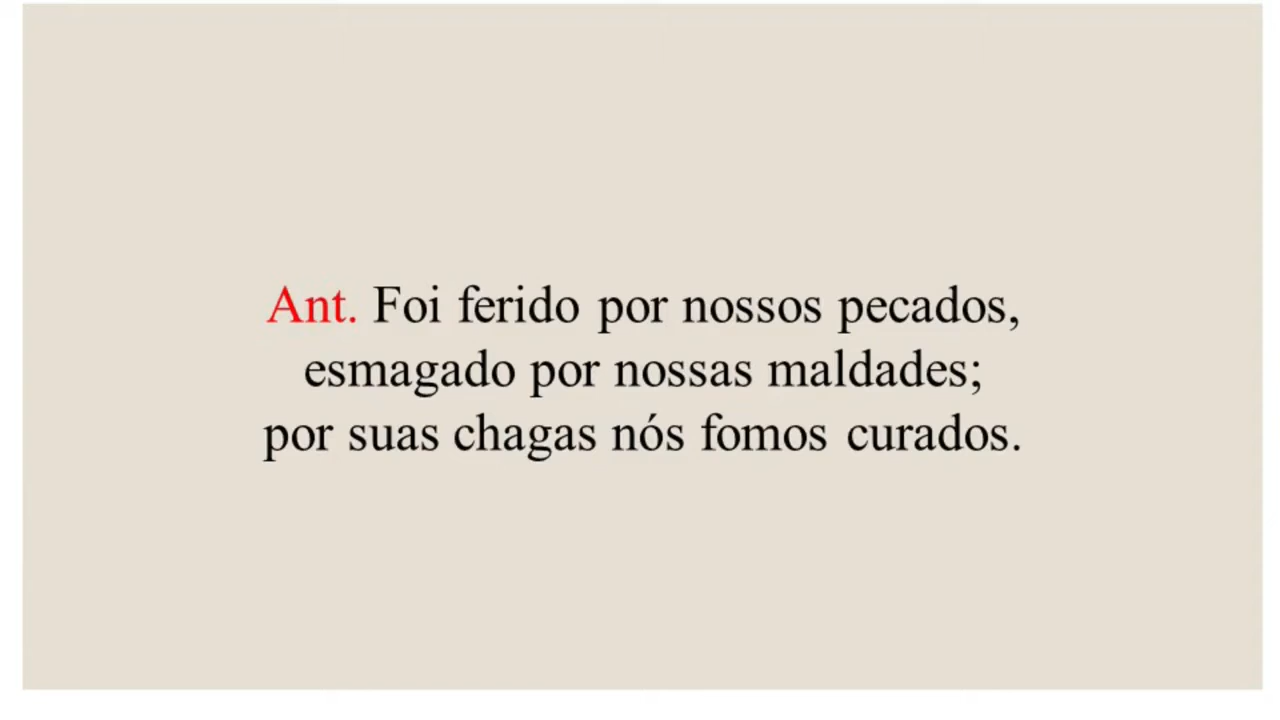 Ant. Foi ferido por nossos pecados,
esmagado por nossas maldades;
por suas chagas nós fomos curados.